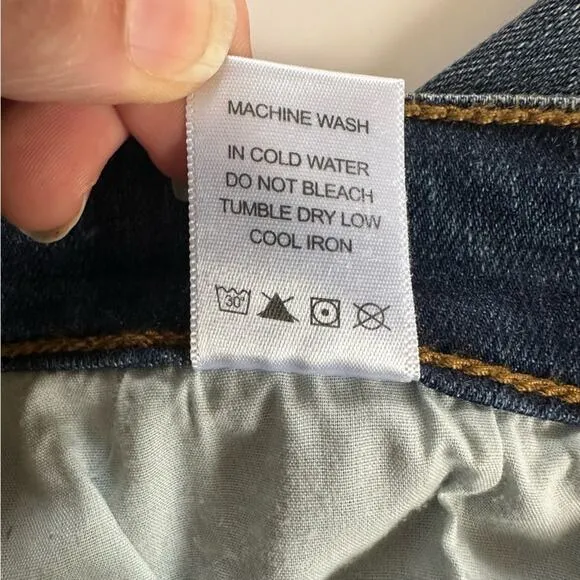 MACHINE WASH
IN COLD WATER
DO NOT BLEACH
TUMBLE DRY LOW
COOL IRON
30°